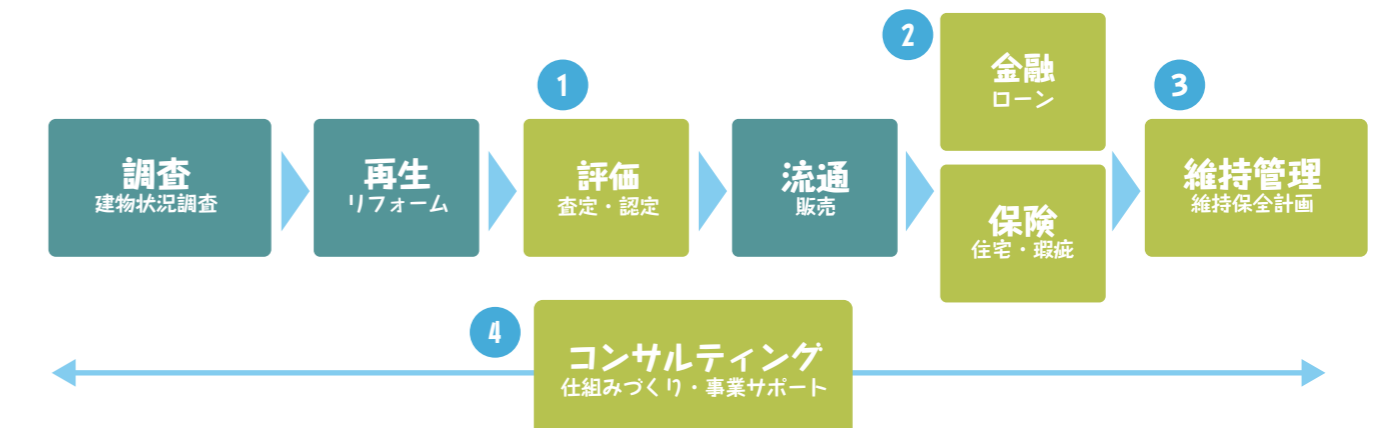 調査
建物状況調査
再生
リフォーム
1
評価
査定・認定
流通
販売
2
金融
ローン
保険
住宅・瑕疵
3
維持管理
維持保全計画
4
コンサルティング
仕組みづくり・事業サポート